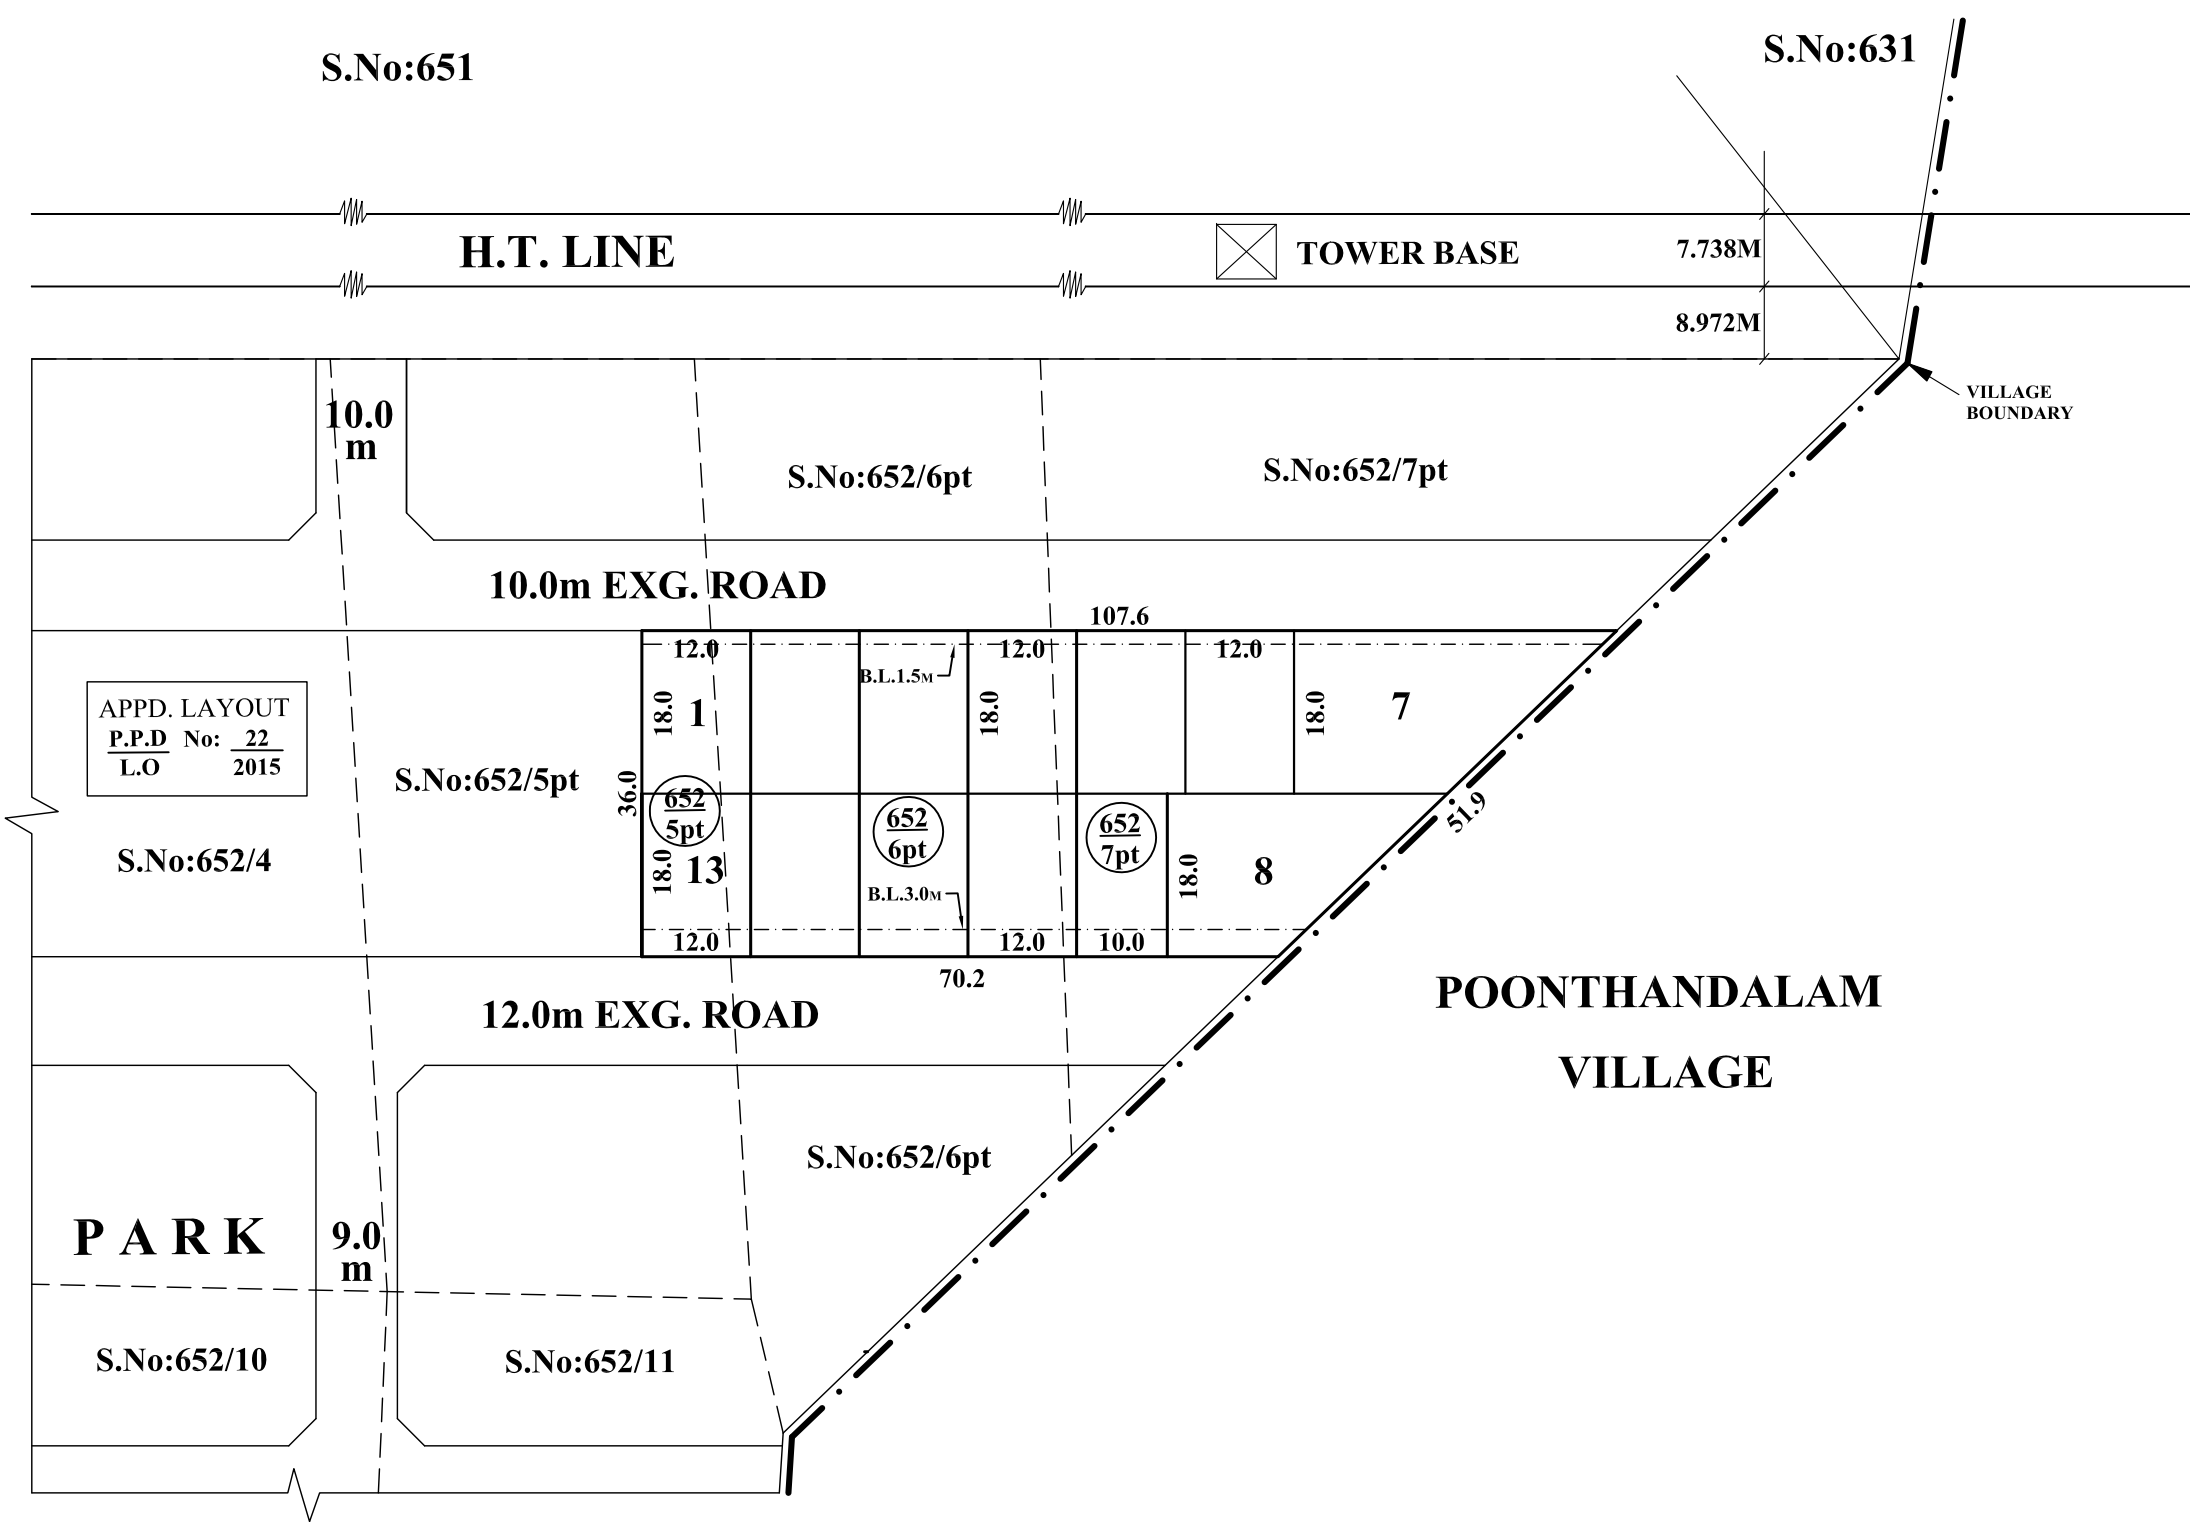 S.No:651
S.No:631
H.T. LINE
TOWER BASE
7.738M
8.972M
VILLAGE
BOUNDARY
10.0
m
S.No:652/6pt
S.No:652/7pt
10.0m EXG. ROAD
107.6
12.0
12.0
12.0
B.L.1.5M
18.0
1
18.0
18.0
7
APPD. LAYOUT
P.P.D No: 22
L.O 2015
S.No:652/5pt
36.0
652
5pt
652
6pt
652
7pt
51.9
S.No:652/4
18.0
13
B.L.3.0M
18.0
8
12.0
12.0
10.0
70.2
12.0m EXG. ROAD
POONTHANDALAM
VILLAGE
S.No:652/6pt
PARK
9.0
m
S.No:652/10
S.No:652/11